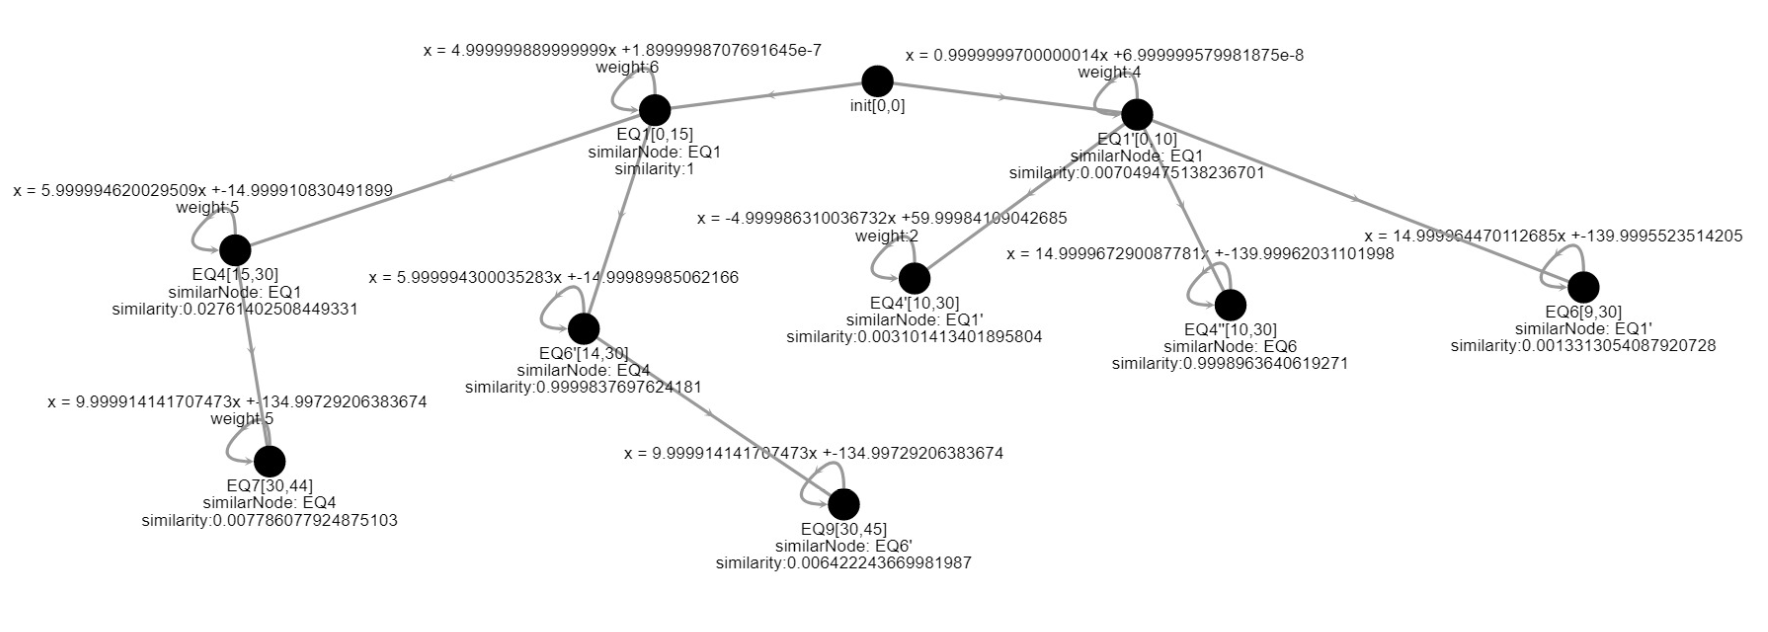 x = 4.999999889999999x +1.8999998707691645e-7
weight:6
x = 0.9999999700000014x +6.999999579981875e-8
weight:4
init[0,0]
EQ1[0,15]
similarNode: EQ1
similarity:1
EQ1'[0,10]
similarNode: EQ1
similarity:0.007049475138236701
x = 5.999994620029509x +-14.999910830491899
weight:5
EQ4[15,30]
similarNode: EQ1
similarity:0.02761402508449331
x = -4.999986310036732x +59.99984109042685
weight:2
EQ4'[10,30]
similarNode: EQ1'
similarity:0.003101413401895804
x = 14.9999672900877781x +-139.99962031101998
EQ4''[10,30]
similarNode: EQ6
similarity:0.9998963640619271
x = 14.999964470112685x +-139.9995523514205
EQ6[9,30]
similarNode: EQ1'
similarity:0.0013313054087920728
x = 5.999994300035283x +-14.99989985062166
EQ6'[14,30]
similarNode: EQ4
similarity:0.9999837697624181
x = 9.999914141707473x +-134.99729206383674
weight:5
EQ7[30,44]
similarNode: EQ4
similarity:0.007786077924875103
x = 9.999914141707473x +-134.99729206383674
EQ9[30,45]
similarNode: EQ6'
similarity:0.006422243669981987